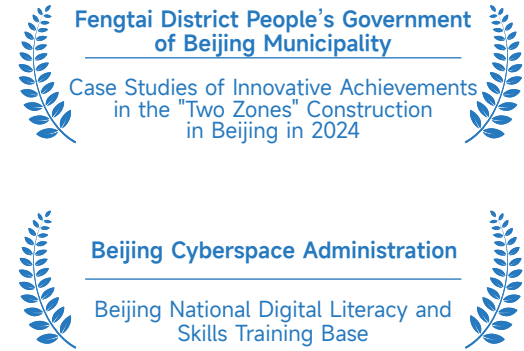 Fengtai District People's Government
of Beijing Municipality
Case Studies of Innovative Achievements
in the "Two Zones" Construction
in Beijing in 2024
Beijing Cyberspace Administration
Beijing National Digital Literacy and
Skills Training Base